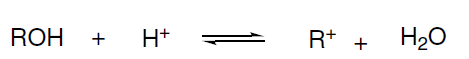 ROH + H⁺ ⇌ R⁺ + H₂O